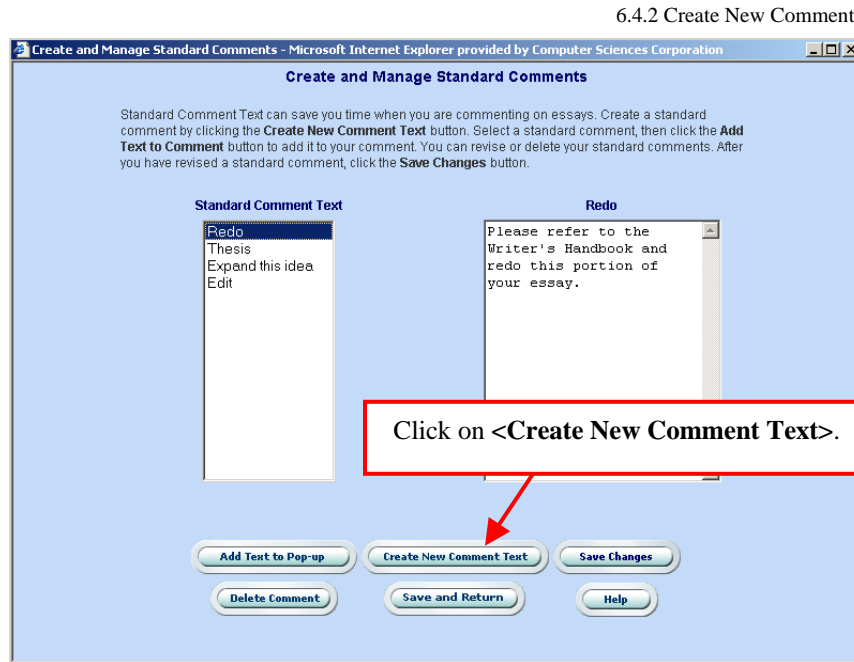 6.4.2 Create New Comment
Create and Manage Standard Comments - Microsoft Internet Explorer provided by Computer Sciences Corporation
Create and Manage Standard Comments
Standard Comment Text can save you time when you are commenting on essays. Create a standard
comment by clicking the Create New Comment Text button. Select a standard comment, then click the Add
Text to Comment button to add it to your comment. You can revise or delete your standard comments. After
you have revised a standard comment, click the Save Changes button.
Standard Comment Text
Redo
Thesis
Expand this idea
Edit
Redo
Please refer to the
Writer's Handbook and
redo this portion of
your essay.
Click on <Create New Comment Text>.
Add Text to Pop-up
Create New Comment Text
Save Changes
Delete Comment
Save and Return
Help